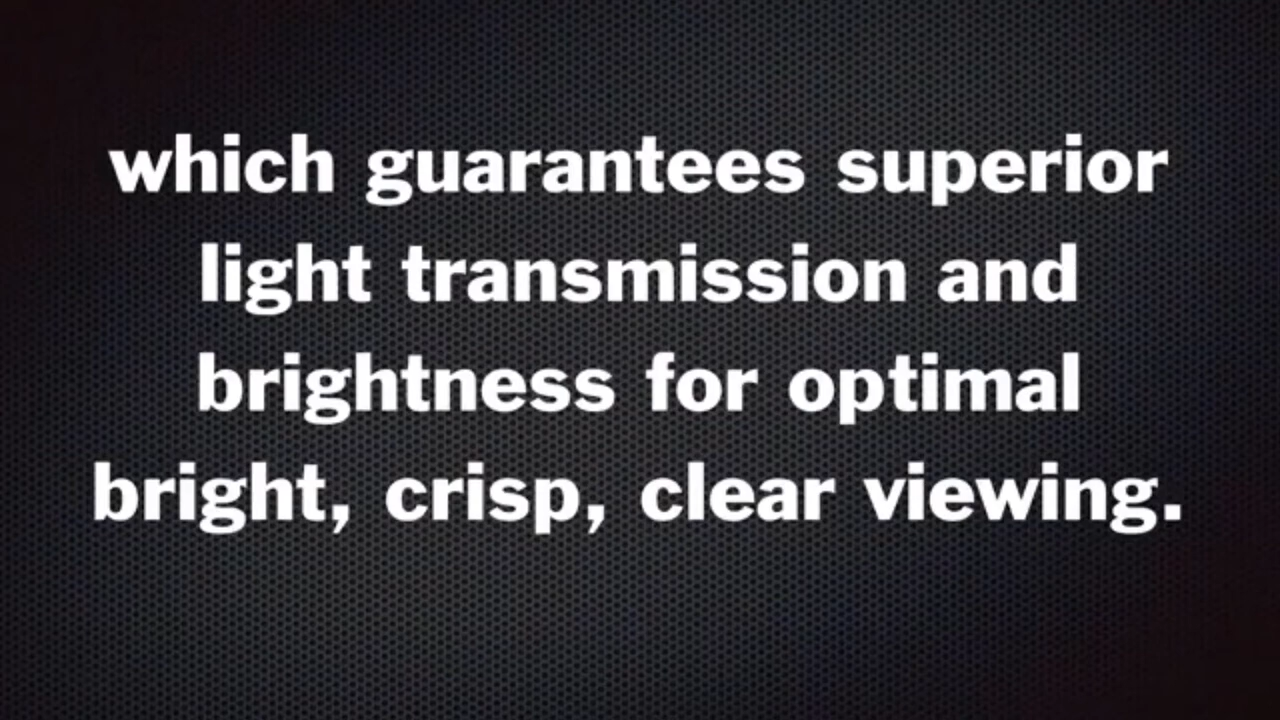 which guarantees superior
light transmission and
brightness for optimal
bright, crisp, clear viewing.